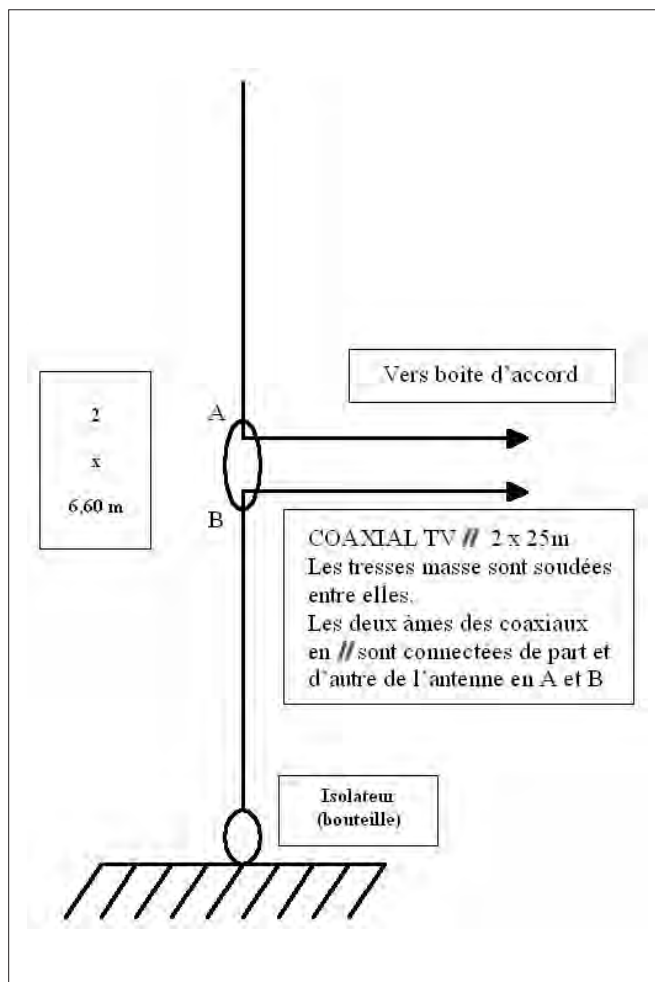 Vers boite d'accord
A
2
x
6,60 m
B
COAXIAL TV // 2 x 25m
Les tresses masse sont soudées
entre elles.
Les deux âmes des coaxiaux
en // sont connectées de part et
d'autre de l'antenne en A et B
Isolateur
(bouteille)